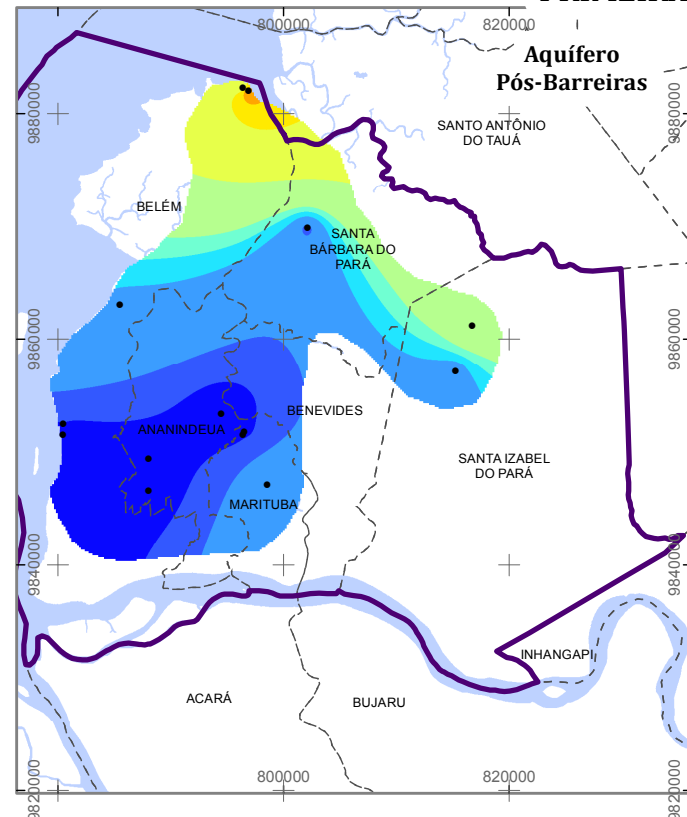 800000
820000
Aquífero
Pós-Barreiras
9880000
9880000
SANTO ANTÔNIO
DO TAUÁ
BELÉM
SANTA
BÁRBARA DO
PARÁ
9860000
9860000
BENEVIDES
ANANINDEUA
SANTA IZABEL
DO PARÁ
MARITUBA
9840000
9840000
INHANGAPI
ACARÁ
BUJARU
9820000
9820000
800000
820000